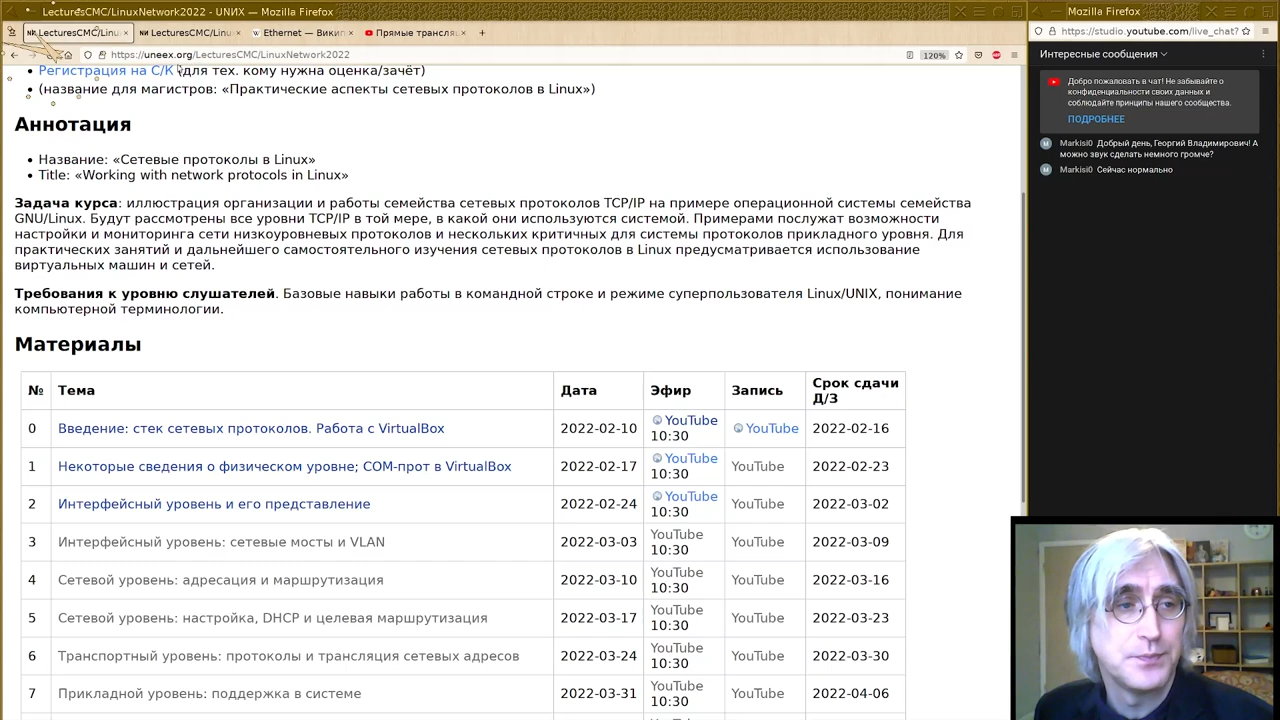 LecturesCMC/LinuxNetwork2022 - UNИX — Mozilla Firefox
LecturesCMC/Linu
LecturesCMC/Linu
Ethernet — Вики
Прямые трансля
https://uneex.org/LecturesCMC/LinuxNetwork2022
120%
Регистрация на С/К (для тех. кому нужна оценка/зачёт)
(название для магистров: «Практические аспекты сетевых протоколов в Linux»)
Аннотация
Название: «Сетевые протоколы в Linux»
Title: «Working with network protocols in Linux»
Задача курса: иллюстрация организации и работы семейства сетевых протоколов TCP/IP на примере операционной системы семейства
GNU/Linux. Будут рассмотрены все уровни TCP/IP в той мере, в какой они используются системой. Примерами послужат возможности
настройки и мониторинга сети низкоуровневых протоколов и нескольких критичных для системы протоколов прикладного уровня. Для
практических занятий и дальнейшего самостоятельного изучения сетевых протоколов в Linux предусматривается использование
виртуальных машин и сетей.
Требования к уровню слушателей. Базовые навыки работы в командной строке и режиме суперпользователя Linux/UNIX, понимание
компьютерной терминологии.
Материалы
№ Тема Дата Эфир Запись Срок сдачи Д/З
0 Введение: стек сетевых протоколов. Работа с VirtualBox 2022-02-10 YouTube 10:30 YouTube 2022-02-16
1 Некоторые сведения о физическом уровне; COM-прот в VirtualBox 2022-02-17 YouTube 10:30 YouTube 2022-02-23
2 Интерфейсный уровень и его представление 2022-02-24 YouTube 10:30 YouTube 2022-03-02
3 Интерфейсный уровень: сетевые мосты и VLAN 2022-03-03 YouTube 10:30 YouTube 2022-03-09
4 Сетевой уровень: адресация и маршрутизация 2022-03-10 YouTube 10:30 YouTube 2022-03-16
5 Сетевой уровень: настройка, DHCP и целевая маршрутизация 2022-03-17 YouTube 10:30 YouTube 2022-03-23
6 Транспортный уровень: протоколы и трансляция сетевых адресов 2022-03-24 YouTube 10:30 YouTube 2022-03-30
7 Прикладной уровень: поддержка в системе 2022-03-31 YouTube 10:30 YouTube 2022-04-06
Mozilla Firefox
https://studio.youtube.com/live_chat?
Интересные сообщения
Добро пожаловать в чат! Не забывайте о
конфиденциальности своих данных и
соблюдайте принципы нашего сообщества.
ПОДРОБНЕЕ
M Markisi0 Добрый день, Георгий Владимирович! А
можно звук сделать немного громче?
M Markisi0 Сейчас нормально